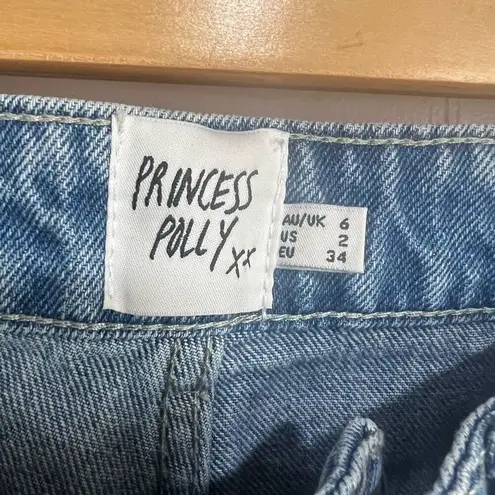 PRINCESS
POLLY xx
AU/UK 6
US 2
EU 34